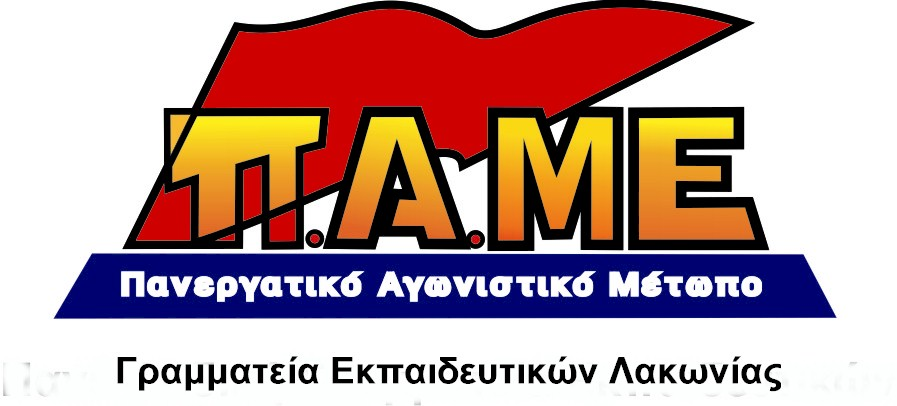 Π.Α.ΜΕ
Πανεργατικό Αγωνιστικό Μέτωπο
Γραμματεία Εκπαιδευτικών Λακωνίας